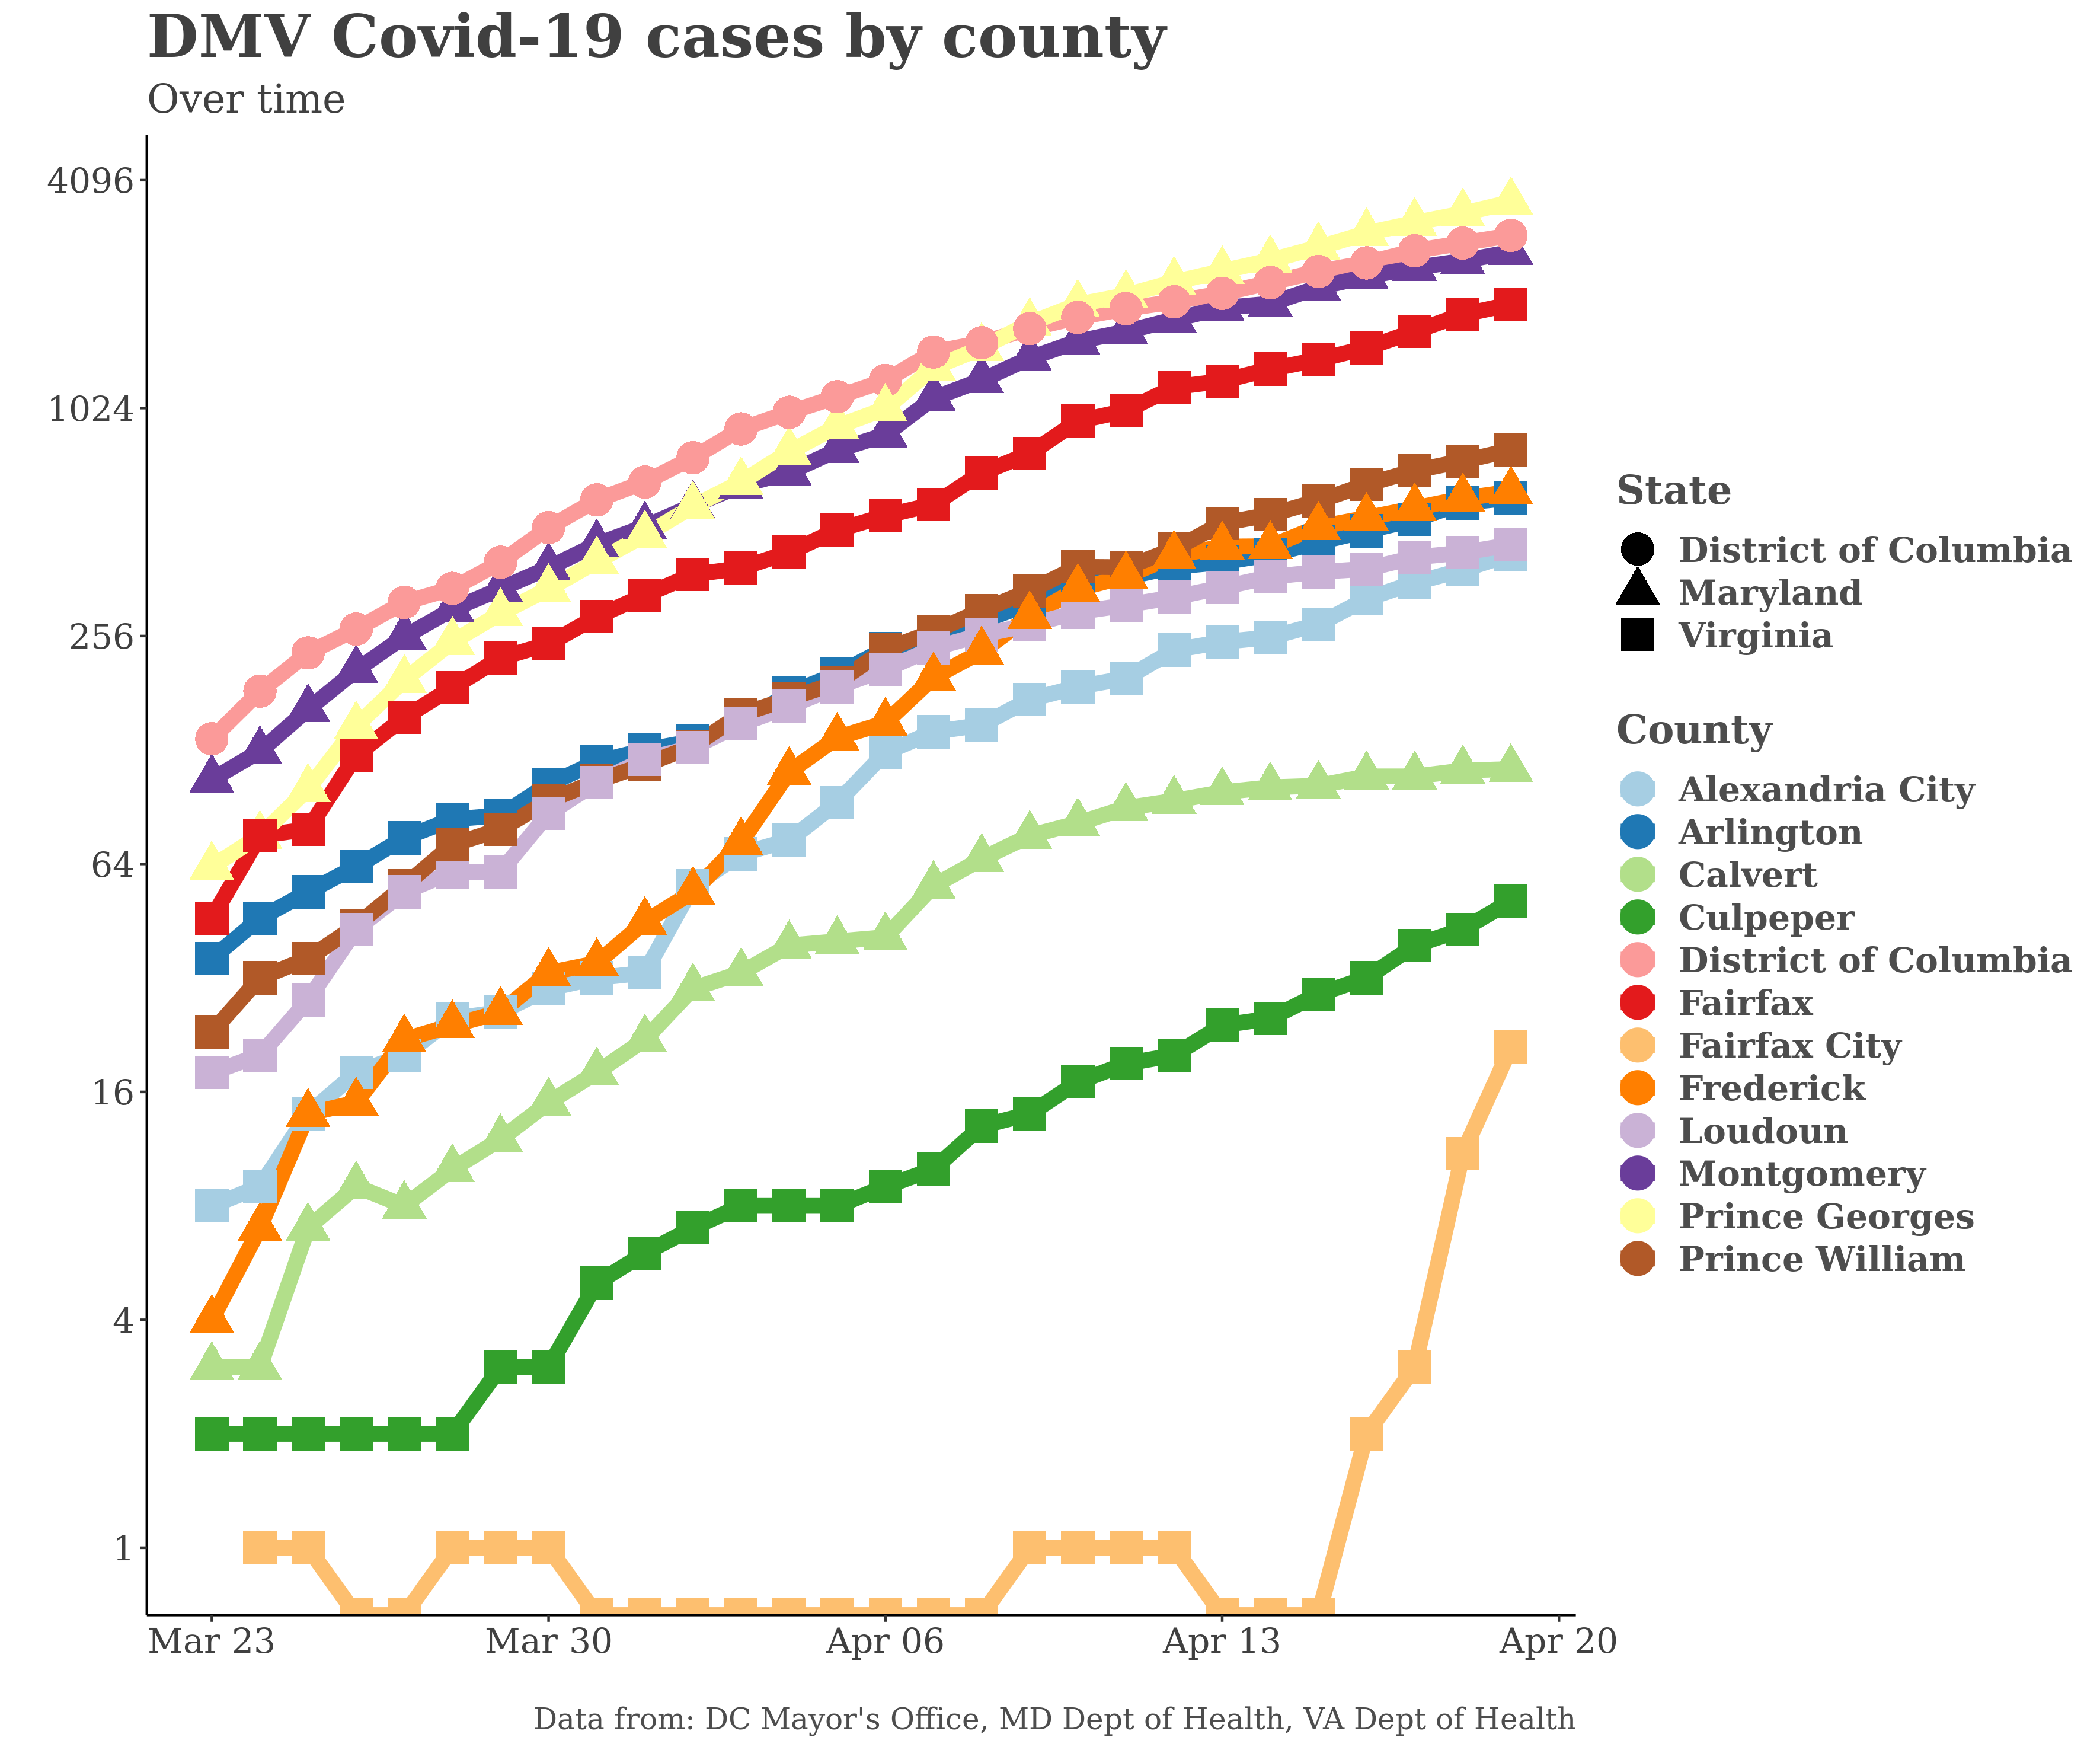 DMV Covid-19 cases by county
Over time
4096
1024
256
64
16
4
1
Mar 23 Mar 30 Apr 06 Apr 13 Apr 20
State
District of Columbia
Maryland
Virginia
County
Alexandria City
Arlington
Calvert
Culpeper
District of Columbia
Fairfax
Fairfax City
Frederick
Loudoun
Montgomery
Prince Georges
Prince William
Data from: DC Mayor's Office, MD Dept of Health, VA Dept of Health